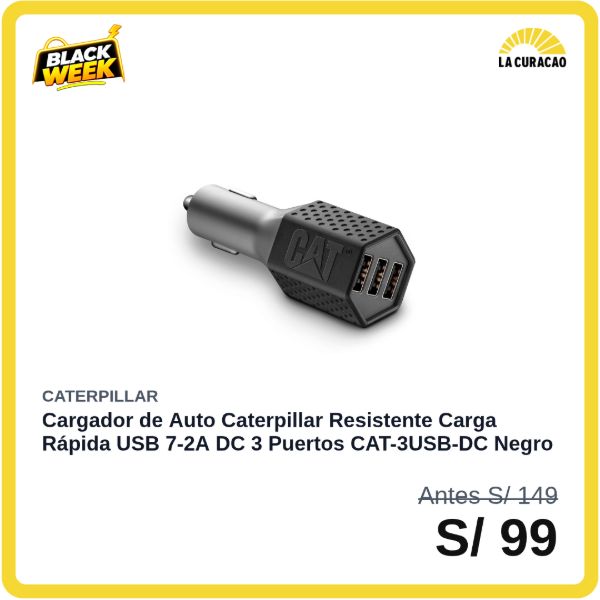 BLACK
WEEK
LA CURACAO
CAT
CATERPILLAR
Cargador de Auto Caterpillar Resistente Carga
Rápida USB 7-2A DC 3 Puertos CAT-3USB-DC Negro
Antes S/ 149
S/ 99